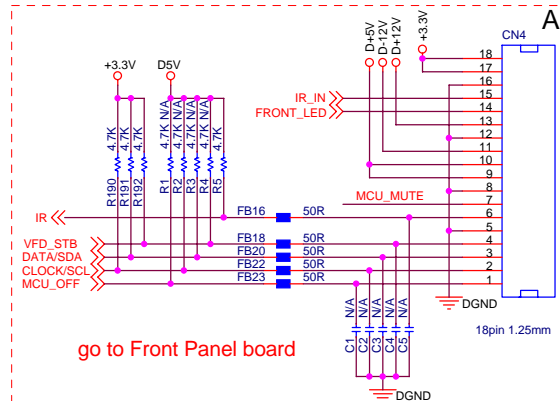 A
CN4
D+5V
D-12V
D+12V
+3.3V
+3.3V
D5V
18
17
16
15
14
13
12
11
10
9
8
7
6
5
4
3
2
1
IR_IN
FRONT_LED
MCU_MUTE
4.7K
4.7K
4.7K
4.7K N/A
4.7K N/A
4.7K N/A
4.7K N/A
4.7K
R190
R191
R192
R1
R2
R3
R4
R5
IR
FB16
50R
VFD_STB
FB18
50R
DATA/SDA
FB20
50R
CLOCK/SCL
FB22
50R
MCU_OFF
FB23
50R
DGND
18pin 1.25mm
N/A
N/A
N/A
N/A
N/A
C1
C2
C3
C4
C5
go to Front Panel board
DGND